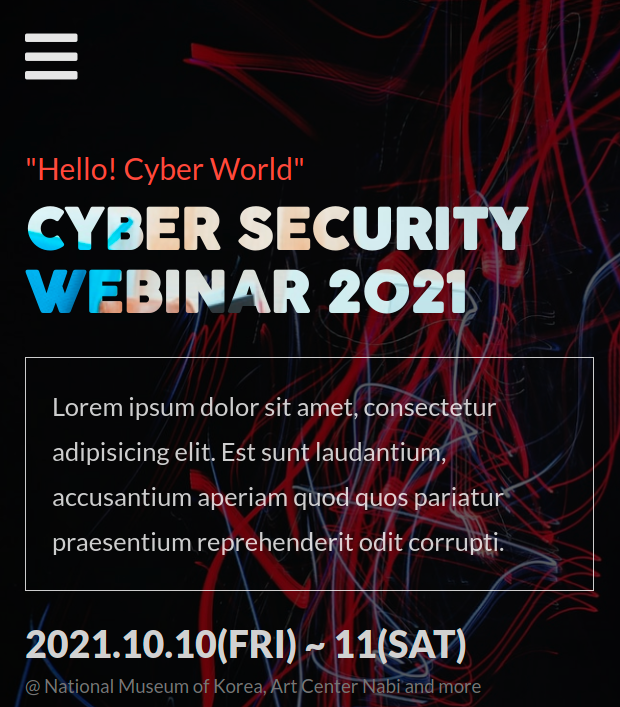 "Hello! Cyber World"
CYBER SECURITY
WEBINAR 2021
Lorem ipsum dolor sit amet, consectetur
adipisicing elit. Est sunt laudantium,
accusantium aperiam quod quos pariatur
praesentium reprehenderit odit corrupti.
2021.10.10(FRI) ~ 11(SAT)
@ National Museum of Korea, Art Center Nabi and more